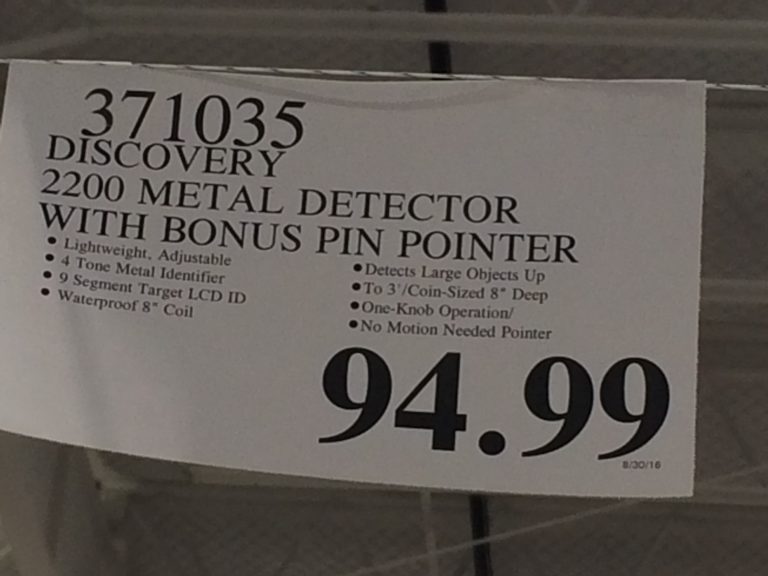 371035
DISCOVERY
2200 METAL DETECTOR
WITH BONUS PIN POINTER
• Lightweight, Adjustable
• 4 Tone Metal Identifier
• 9 Segment Target LCD ID
• Waterproof 8" Coil
• Detects Large Objects Up
• To 3'/Coin-Sized 8" Deep
• One-Knob Operation/
• No Motion Needed Pointer
94.99
8/30/16